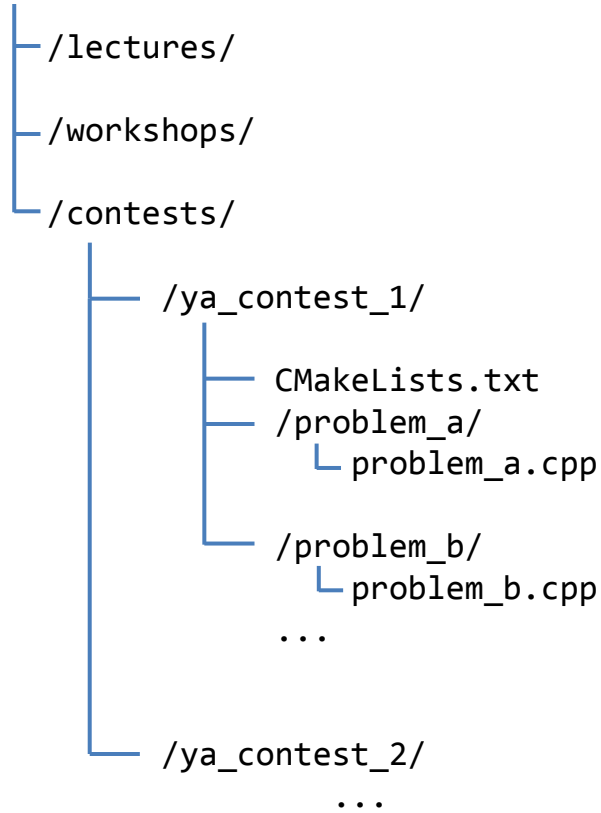 /lectures/
/workshops/
/contests/
/ya_contest_1/
CMakeLists.txt
/problem_a/
problem_a.cpp
/problem_b/
problem_b.cpp
...
/ya_contest_2/
...